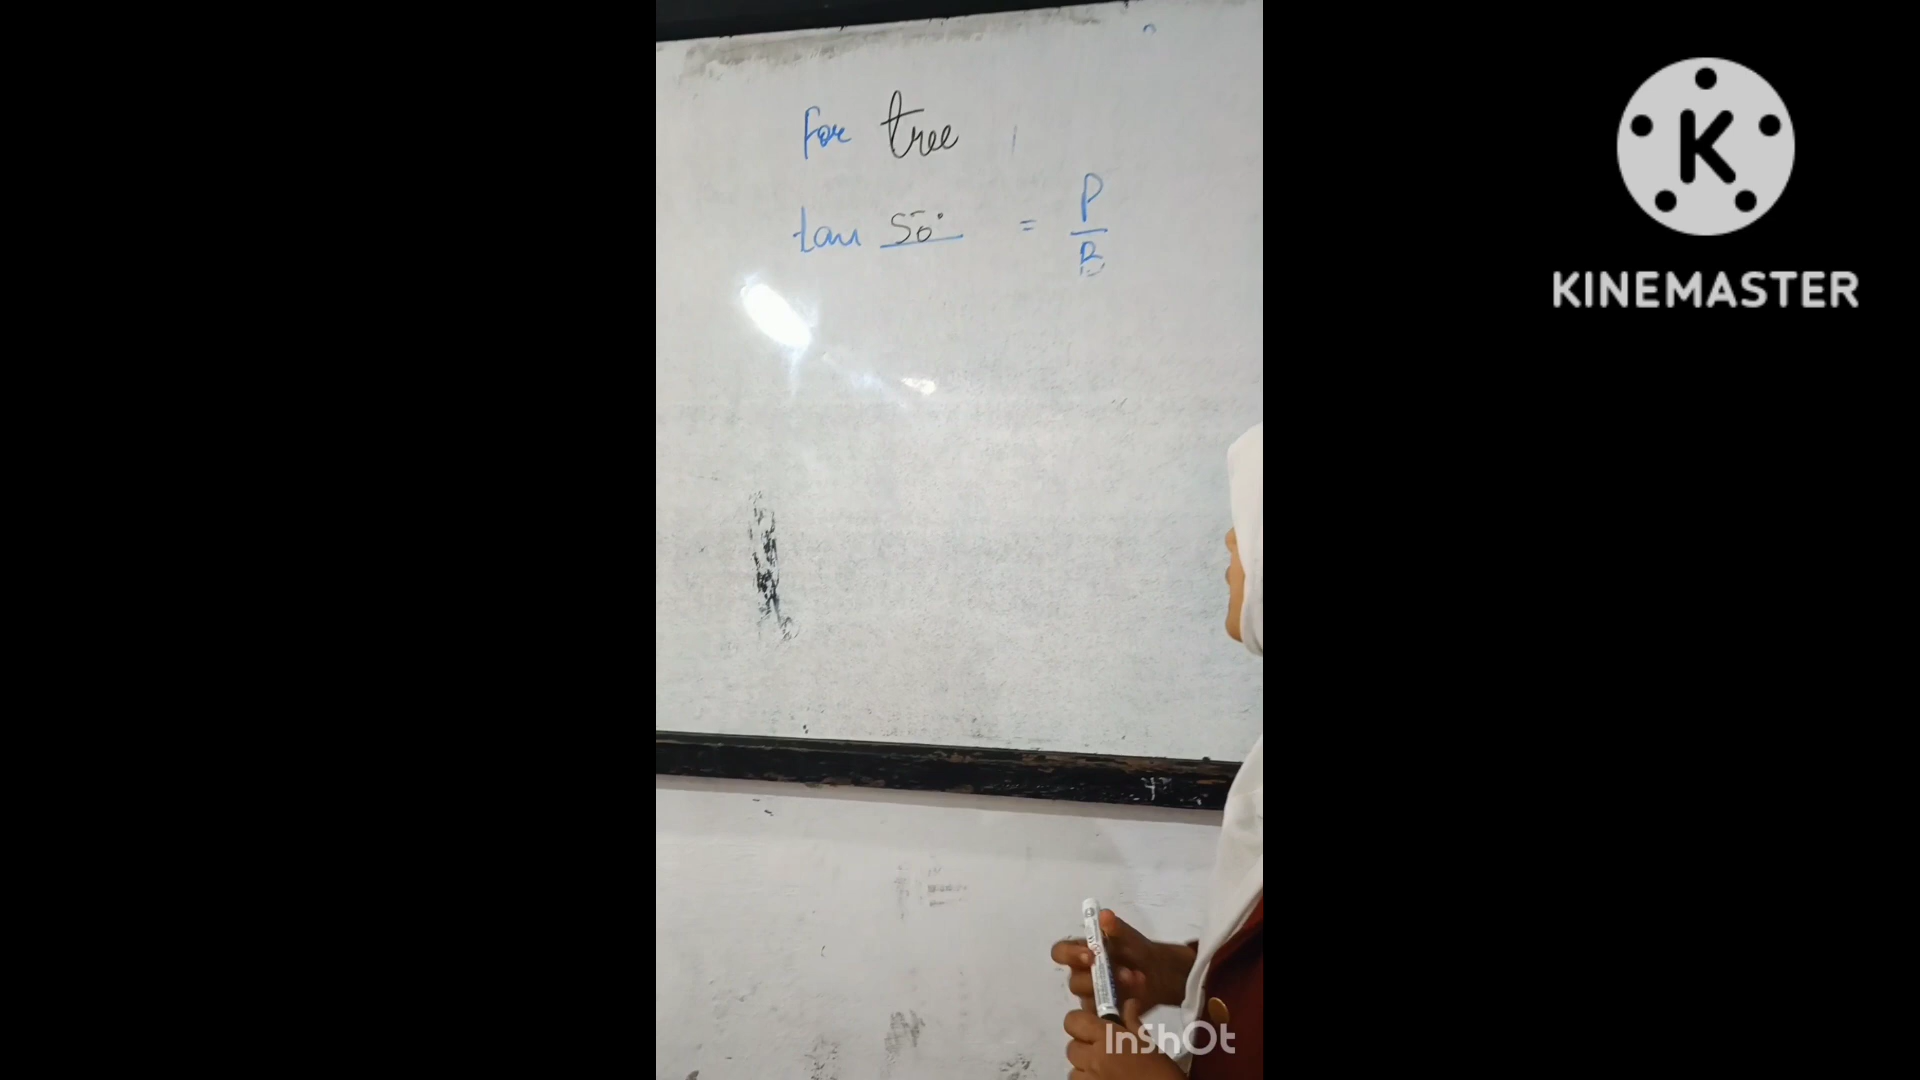 For tree
tan 50° = P
B
K
KINEMASTER
InShOt